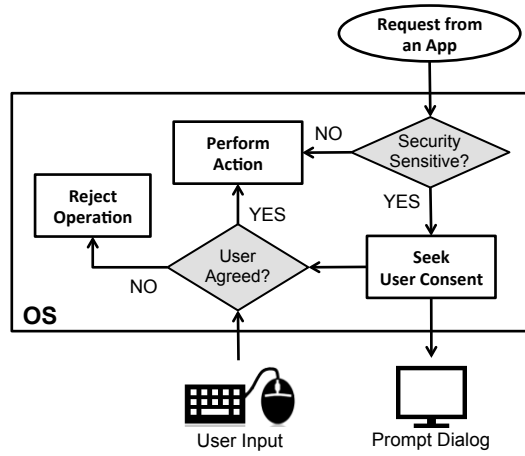 Request from
an App
NO
Security
Sensitive?
Perform
Action
YES
Reject
Operation
YES
User
Agreed?
Seek
User Consent
NO
OS
User Input
Prompt Dialog